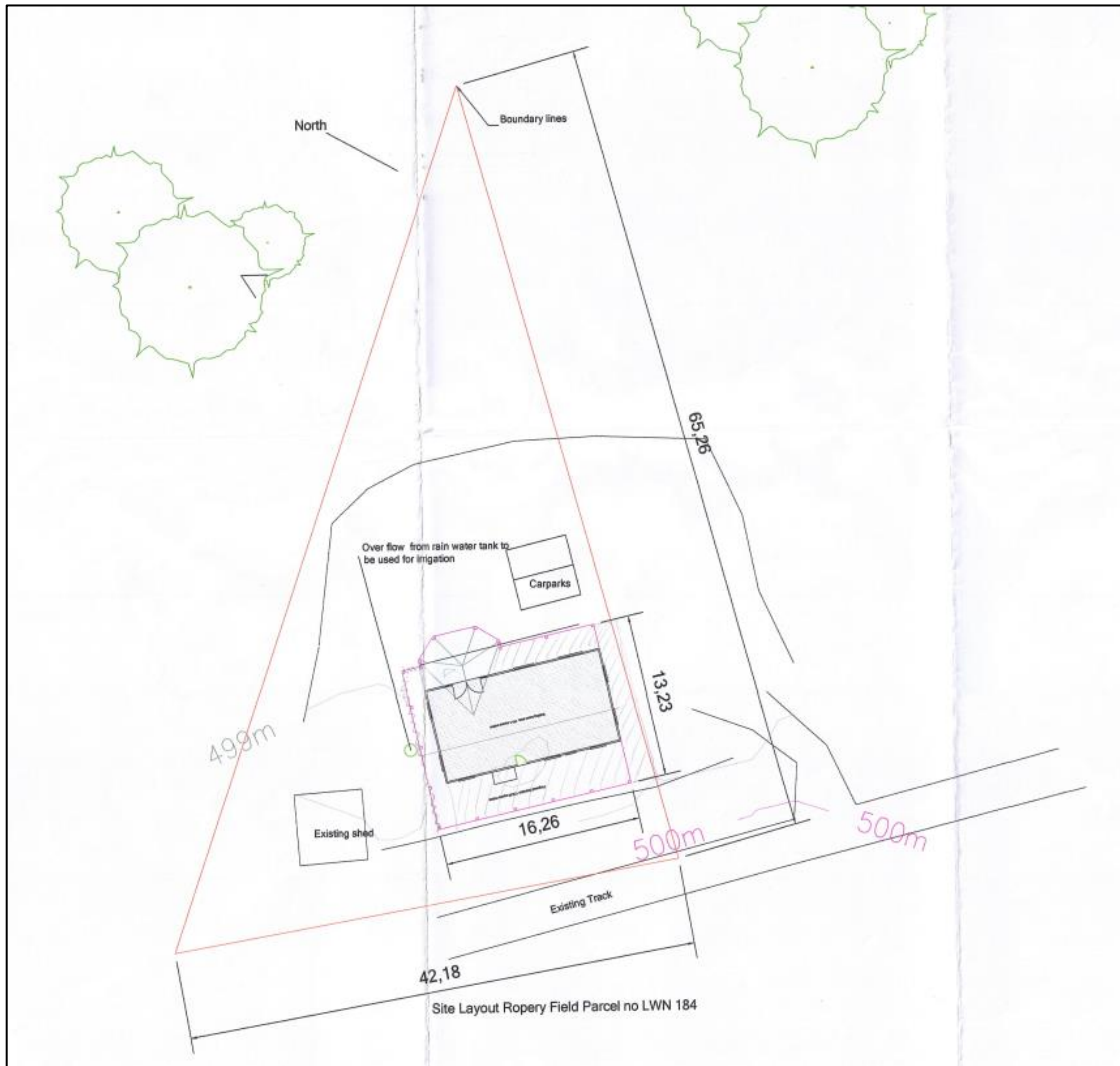 North
Boundary lines
65,26
Over flow from rain water tank to
be used for irrigation
Carparks
13,23
499m
Existing shed
16,26
500m
500m
Existing Track
42,18
Site Layout Ropery Field Parcel no LWN 184